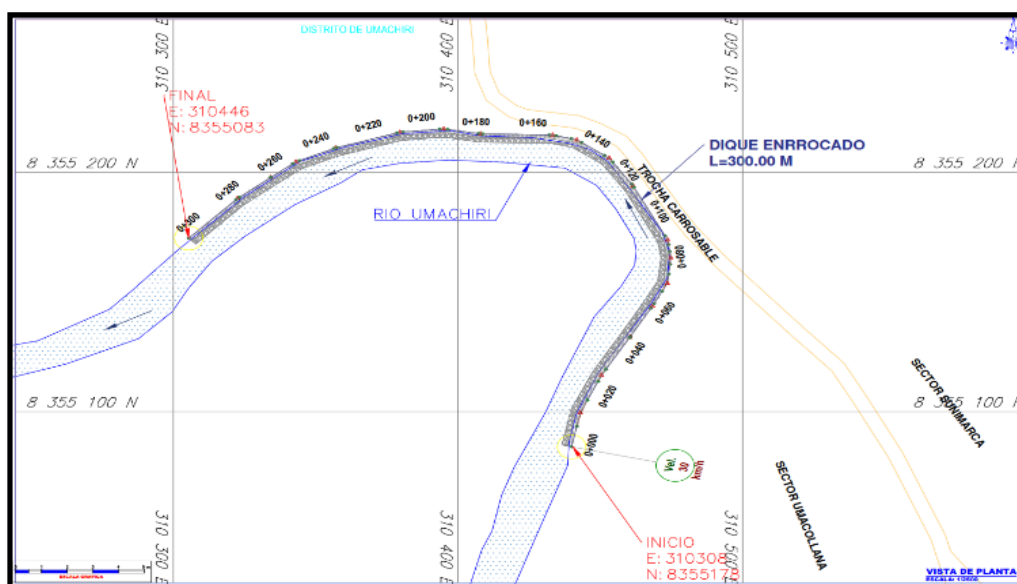 DISTRITO DE UMACHIRI
310 300 E
310 400 E
310 500 E
FINAL
E: 310446
N: 8355083
0+200
0+180
0+160
0+220
0+240
0+140
0+260
0+120
0+280
0+100
0+300
0+080
0+060
0+040
0+020
0+000
DIQUE ENRROCADO
L=300.00 M
8 355 200 N
8 355 200 N
TROCHA CARROSABLE
RIO UMACHIRI
8 355 100 N
8 355 100 N
SECTOR SUNIMARCA
SECTOR UMACOLLANA
Vel.
30
km/h
INICIO
E: 310308
N: 8355178
310 300 E
310 400 E
310 500 E
ESCALA GRAFICA
VISTA DE PLANTA